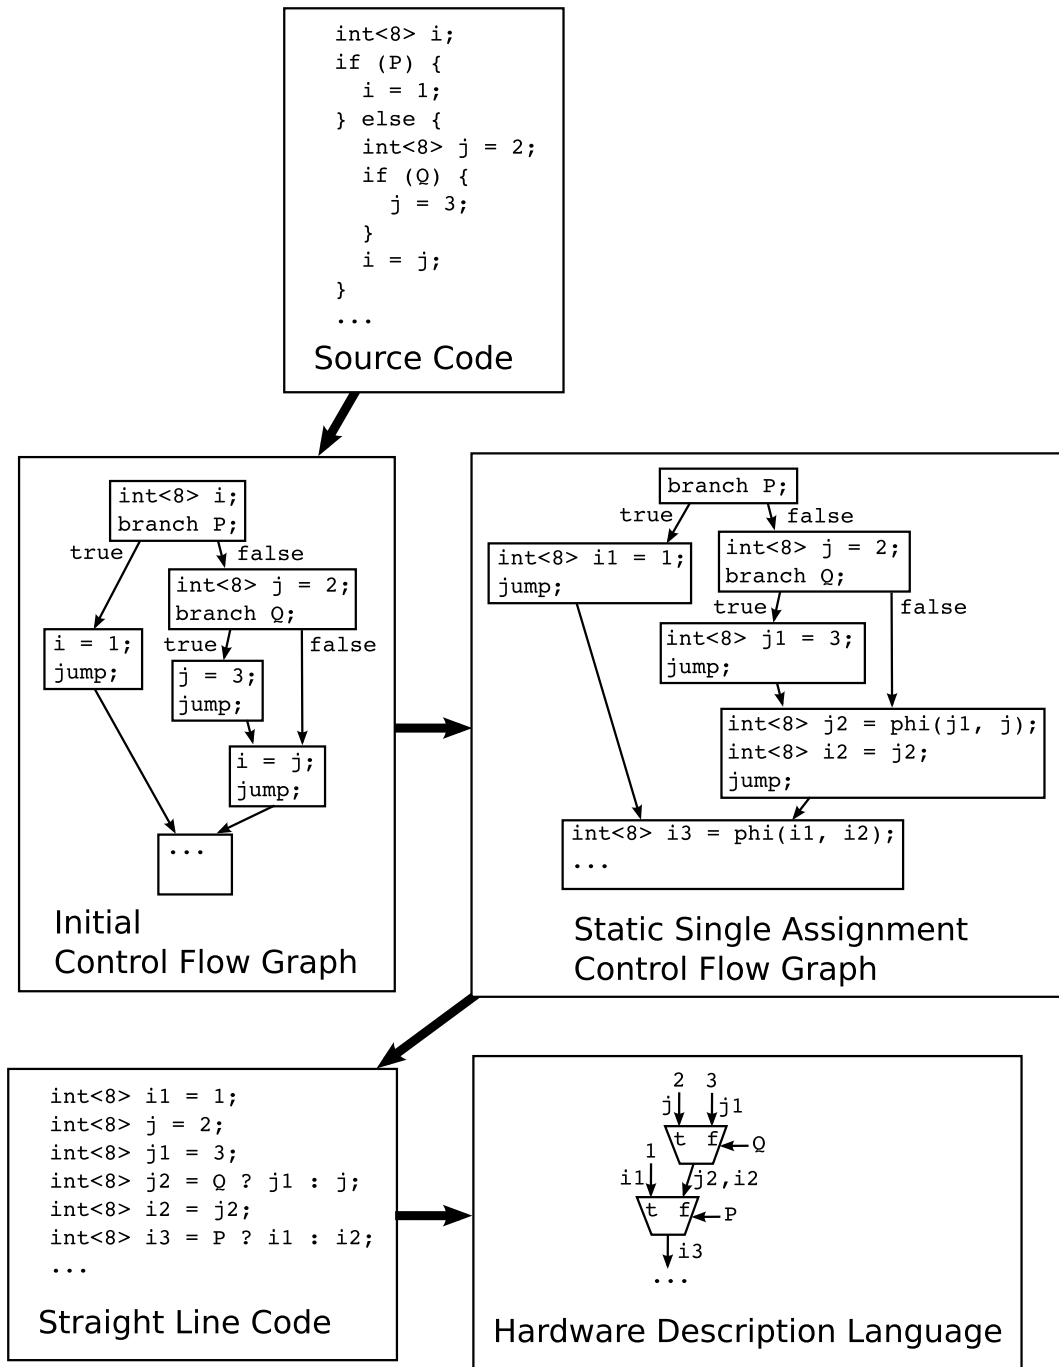 int<8> i;
if (P) {
i = 1;
} else {
int<8> j = 2;
if (Q) {
j = 3;
}
i = j;
}
...
Source Code
int<8> i;
branch P;
true
false
int<8> j = 2;
branch Q;
i = 1;
jump;
true
false
j = 3;
jump;
i = j;
jump;
...
Initial
Control Flow Graph
branch P;
true
false
int<8> i1 = 1;
jump;
int<8> j = 2;
branch Q;
true
false
int<8> j1 = 3;
jump;
int<8> j2 = phi(j1, j);
int<8> i2 = j2;
jump;
int<8> i3 = phi(i1, i2);
...
Static Single Assignment
Control Flow Graph
int<8> i1 = 1;
int<8> j = 2;
int<8> j1 = 3;
int<8> j2 = Q ? j1 : j;
int<8> i2 = j2;
int<8> i3 = P ? i1 : i2;
...
Straight Line Code
2 3
j j1
t f Q
1
i1 j2,i2
t f P
i3
...
Hardware Description Language